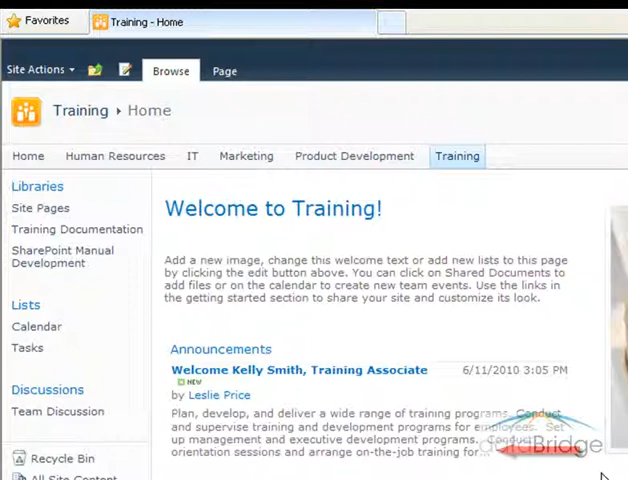 Favorites
Training - Home
Site Actions
Browse
Page
Training
Home
Home
Human Resources
IT
Marketing
Product Development
Training
Libraries
Site Pages
Training Documentation
SharePoint Manual
Development
Lists
Calendar
Tasks
Discussions
Team Discussion
Recycle Bin
All Site Content
Welcome to Training!
Add a new image, change this welcome text or add new lists to this page
by clicking the edit button above. You can click on Shared Documents to
add files or on the calendar to create new team events. Use the links in
the getting started section to share your site and customize its look.
Announcements
Welcome Kelly Smith, Training Associate
6/11/2010 3:05 PM
NEW
by Leslie Price
Plan, develop, and deliver a wide range of training programs. Conduct
and supervise training and development programs for employees. Set
up management and executive development programs. Conduct
orientation sessions and arrange on-the-job training for...
dataBridge